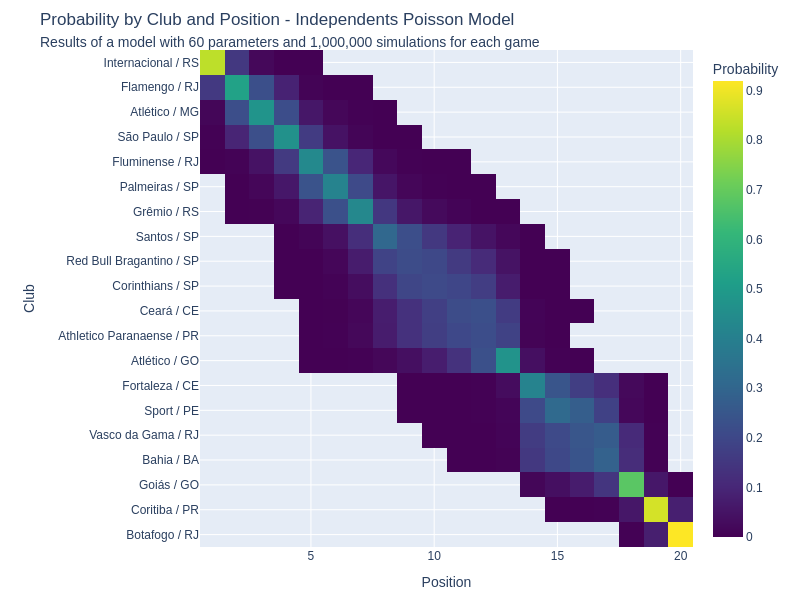 Probability by Club and Position - Independents Poisson Model
Results of a model with 60 parameters and 1,000,000 simulations for each game
Probability
Internacional / RS
Flamengo / RJ
Atlético / MG
São Paulo / SP
Fluminense / RJ
Palmeiras / SP
Grêmio / RS
Santos / SP
Red Bull Bragantino / SP
Corinthians / SP
Ceará / CE
Athletico Paranaense / PR
Atlético / GO
Fortaleza / CE
Sport / PE
Vasco da Gama / RJ
Bahia / BA
Goiás / GO
Coritiba / PR
Botafogo / RJ
Club
5
10
15
20
Position
0.9
0.8
0.7
0.6
0.5
0.4
0.3
0.2
0.1
0